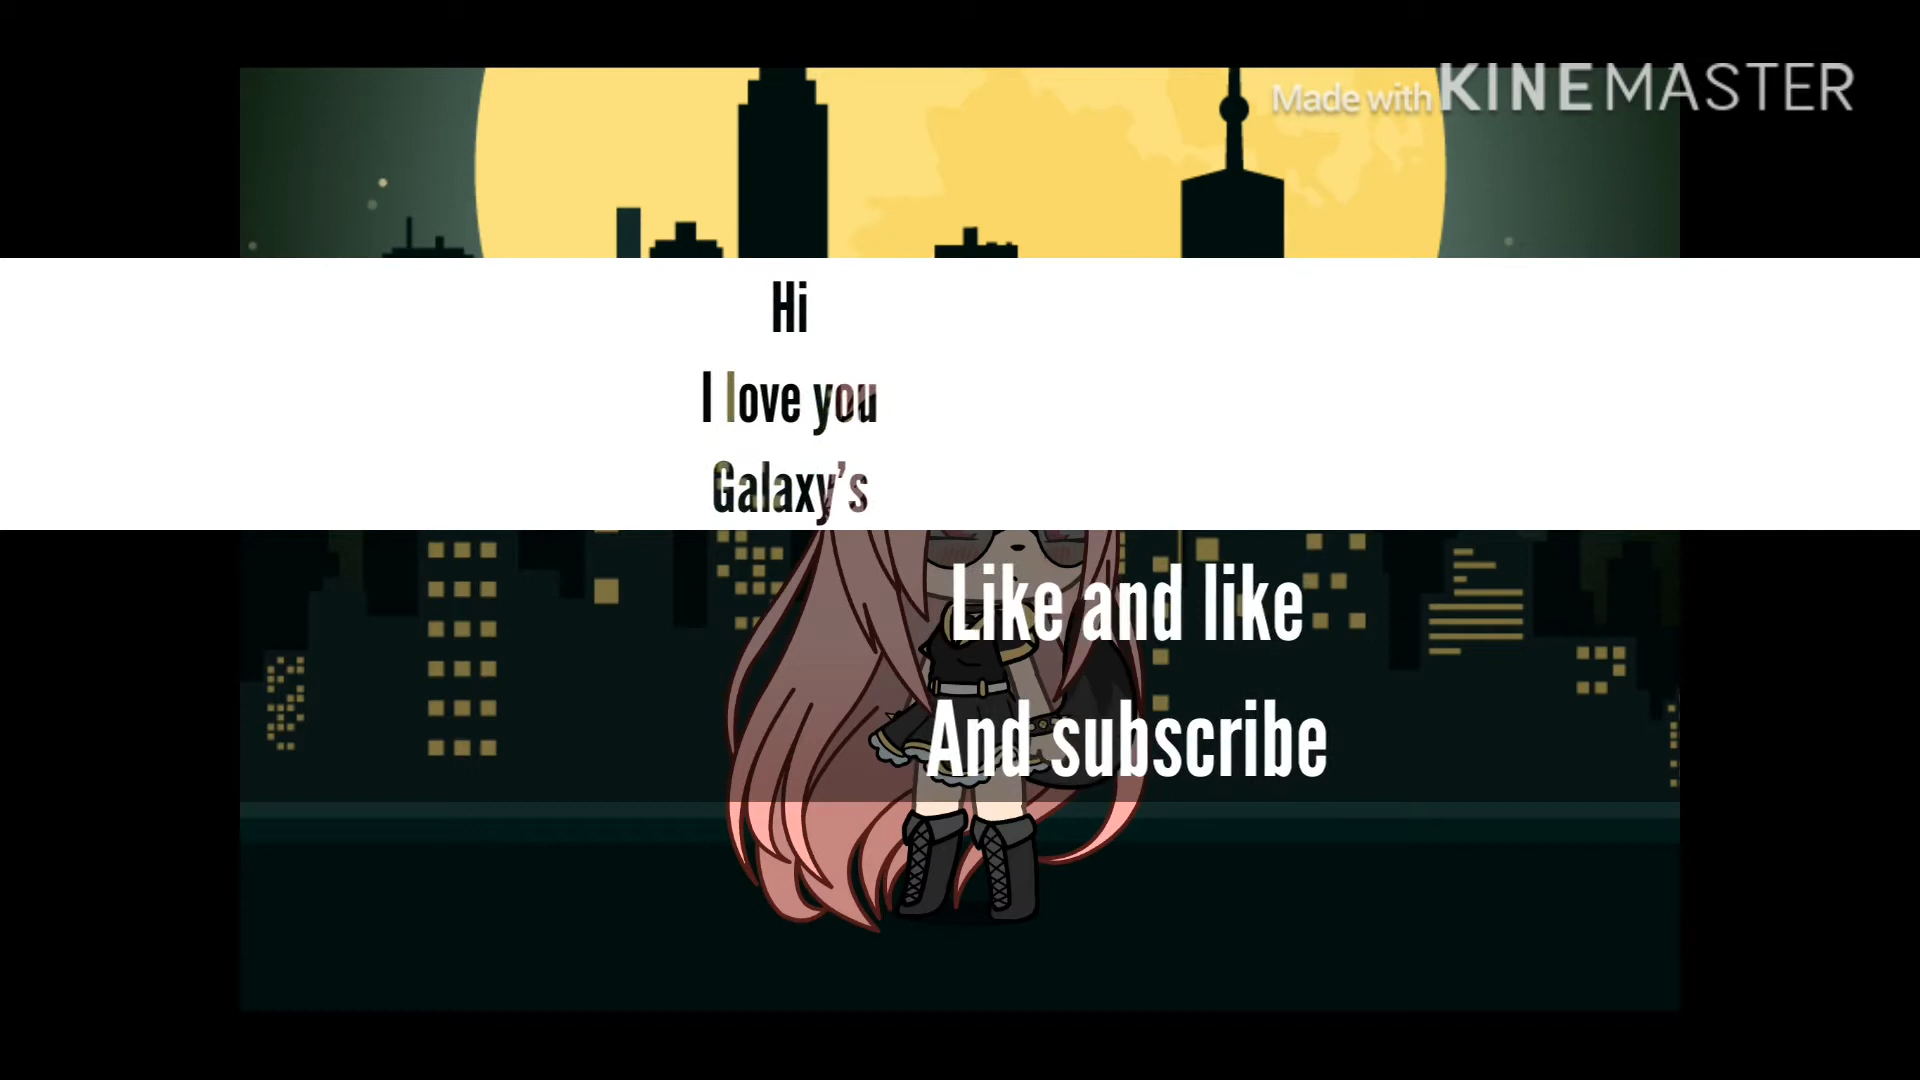 Made with KINEMASTER
Hi
I love you
Galaxy's
Like and like
And subscribe